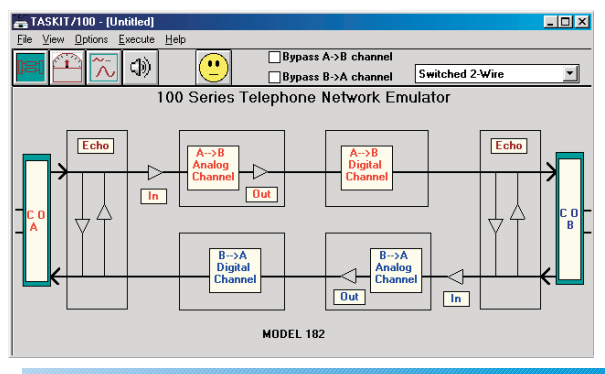 TASKIT/100 - [Untitled]
File View Options Execute Help
Bypass A->B channel
Bypass B->A channel
Switched 2-Wire
100 Series Telephone Network Emulator
Echo
A-->B
Analog
Channel
In
Out
A-->B
Digital
Channel
Echo
C O
A
C O
B
B-->A
Digital
Channel
B-->A
Analog
Channel
Out
In
MODEL 182